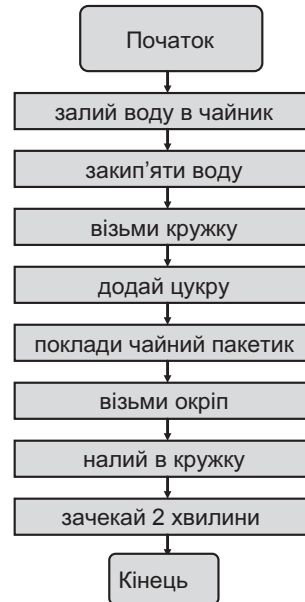 Початок
залий воду в чайник
закип’яти воду
візьми кружку
додай цукру
поклади чайний пакетик
візьми окріп
налий в кружку
зачекай 2 хвилини
Кінець